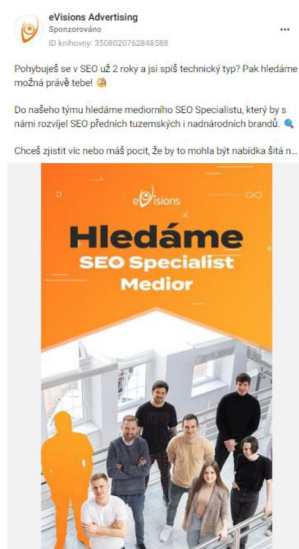 eVisions Advertising
Sponzorováno
ID knihovny: 3508020762848588
Pohybuješ se v SEO už 2 roky a jsi spíš technický typ? Pak hledáme
možná právě tebe!
Do našeho týmu hledáme mediorního SEO Specialistu, který by s
námi rozvíjel SEO předních tuzemských i nadnárodních brandů.
Chceš zjistit víc nebo máš pocit, že by to mohla být nabídka šitá n...
eVisions
Hledáme
SEO Specialist
Medior